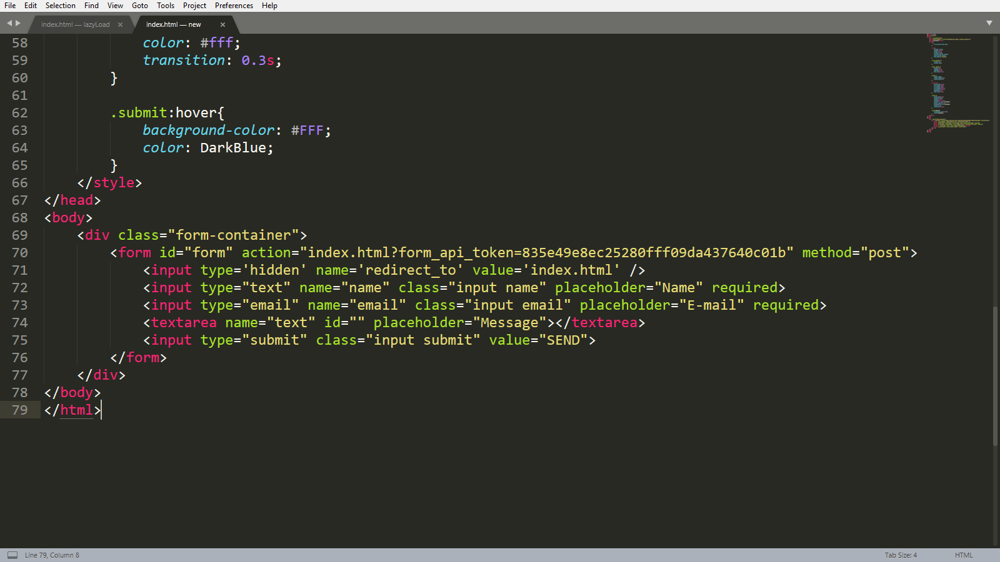 File Edit Selection Find View Goto Tools Project Preferences Help
index.html — lazyLoad × index.html — new ×
58 color: #fff;
59 transition: 0.3s;
60 }
61
62 .submit:hover{
63 background-color: #FFF;
64 color: DarkBlue;
65 }
66 </style>
67 </head>
68 <body>
69 <div class="form-container">
70 <form id="form" action="index.html?form_api_token=835e49e8ec25280fff09da437640c01b" method="post">
71 <input type='hidden' name='redirect_to' value='index.html' />
72 <input type="text" name="name" class="input name" placeholder="Name" required>
73 <input type="email" name="email" class="input email" placeholder="E-mail" required>
74 <textarea name="text" id="" placeholder="Message"></textarea>
75 <input type="submit" class="input submit" value="SEND">
76 </form>
77 </div>
78 </body>
79 </html>
Line 79, Column 8 Tab Size: 4 HTML